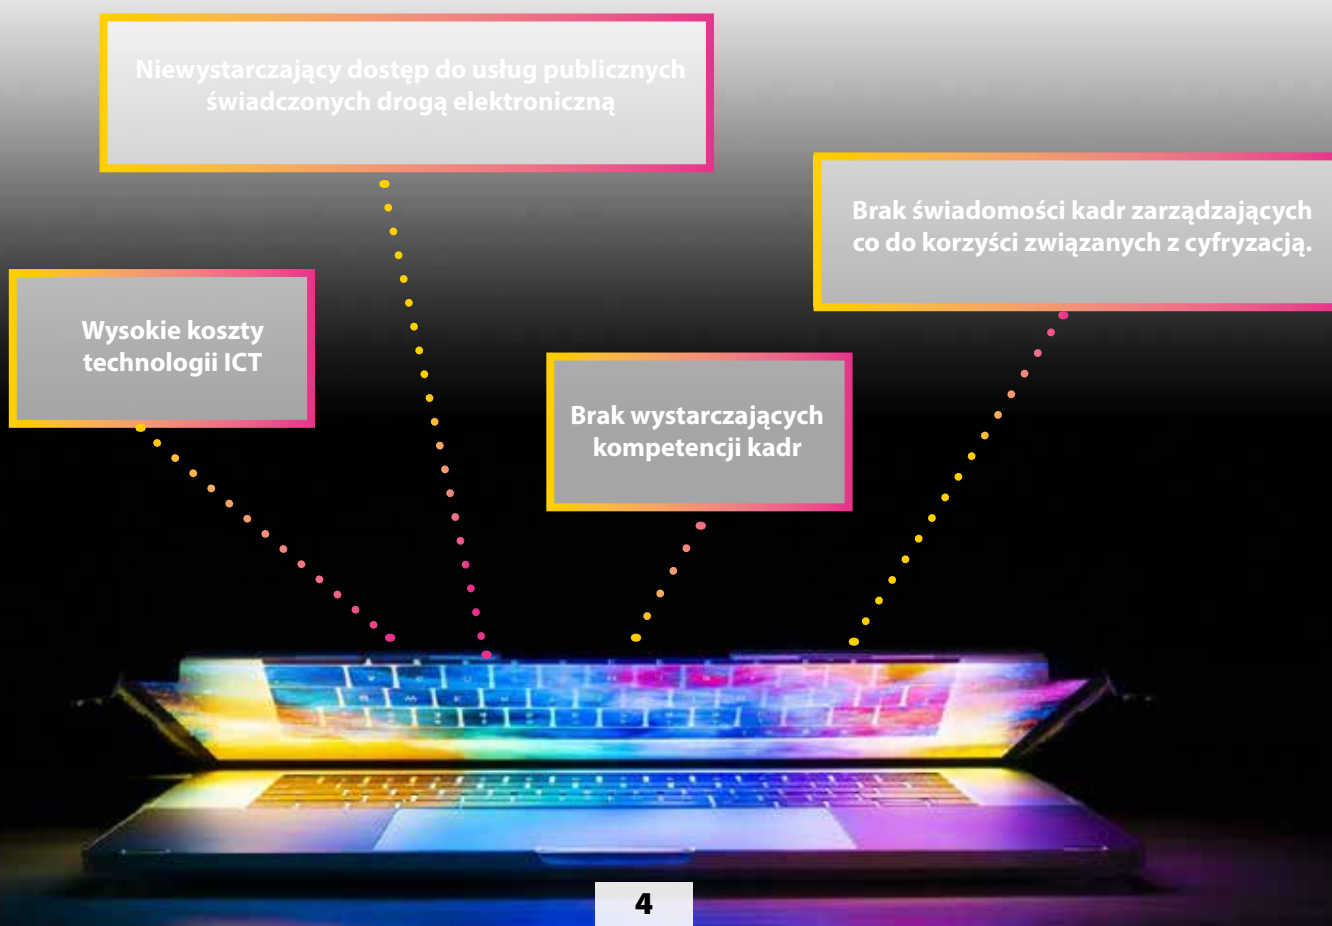 Niewystarczający dostęp do usług publicznych
świadczonych drogą elektroniczną
Brak świadomości kadr zarządzających
co do korzyści związanych z cyfryzacją.
Wysokie koszty
technologii ICT
Brak wystarczających
kompetencji kadr
4